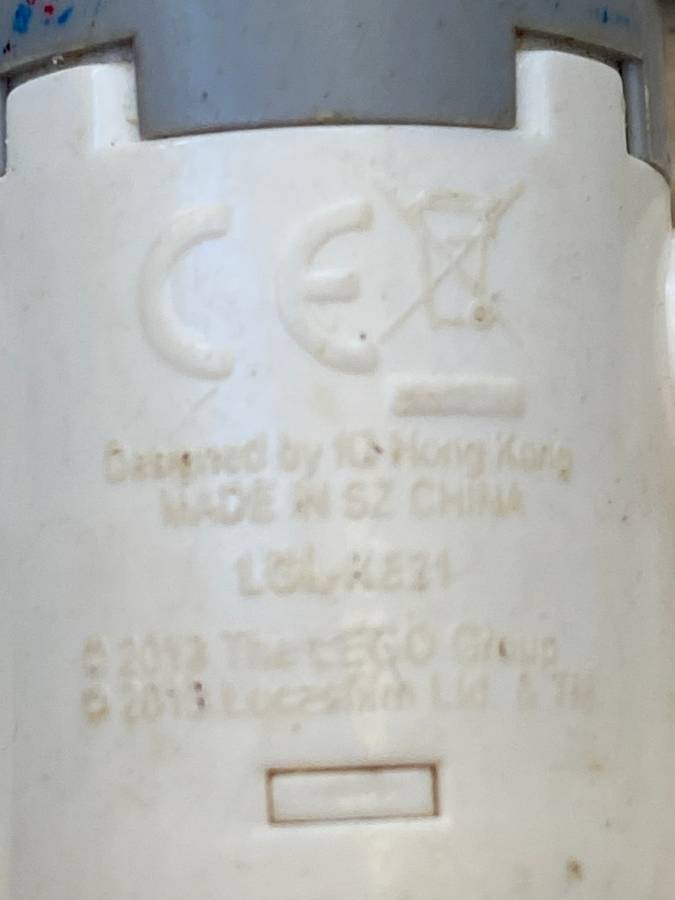 CE
Designed by IQ Hong Kong
MADE IN SZ CHINA
LGL-KE21
© 2013 The LEGO Group
© 2013 Lucasfilm Ltd. & TM